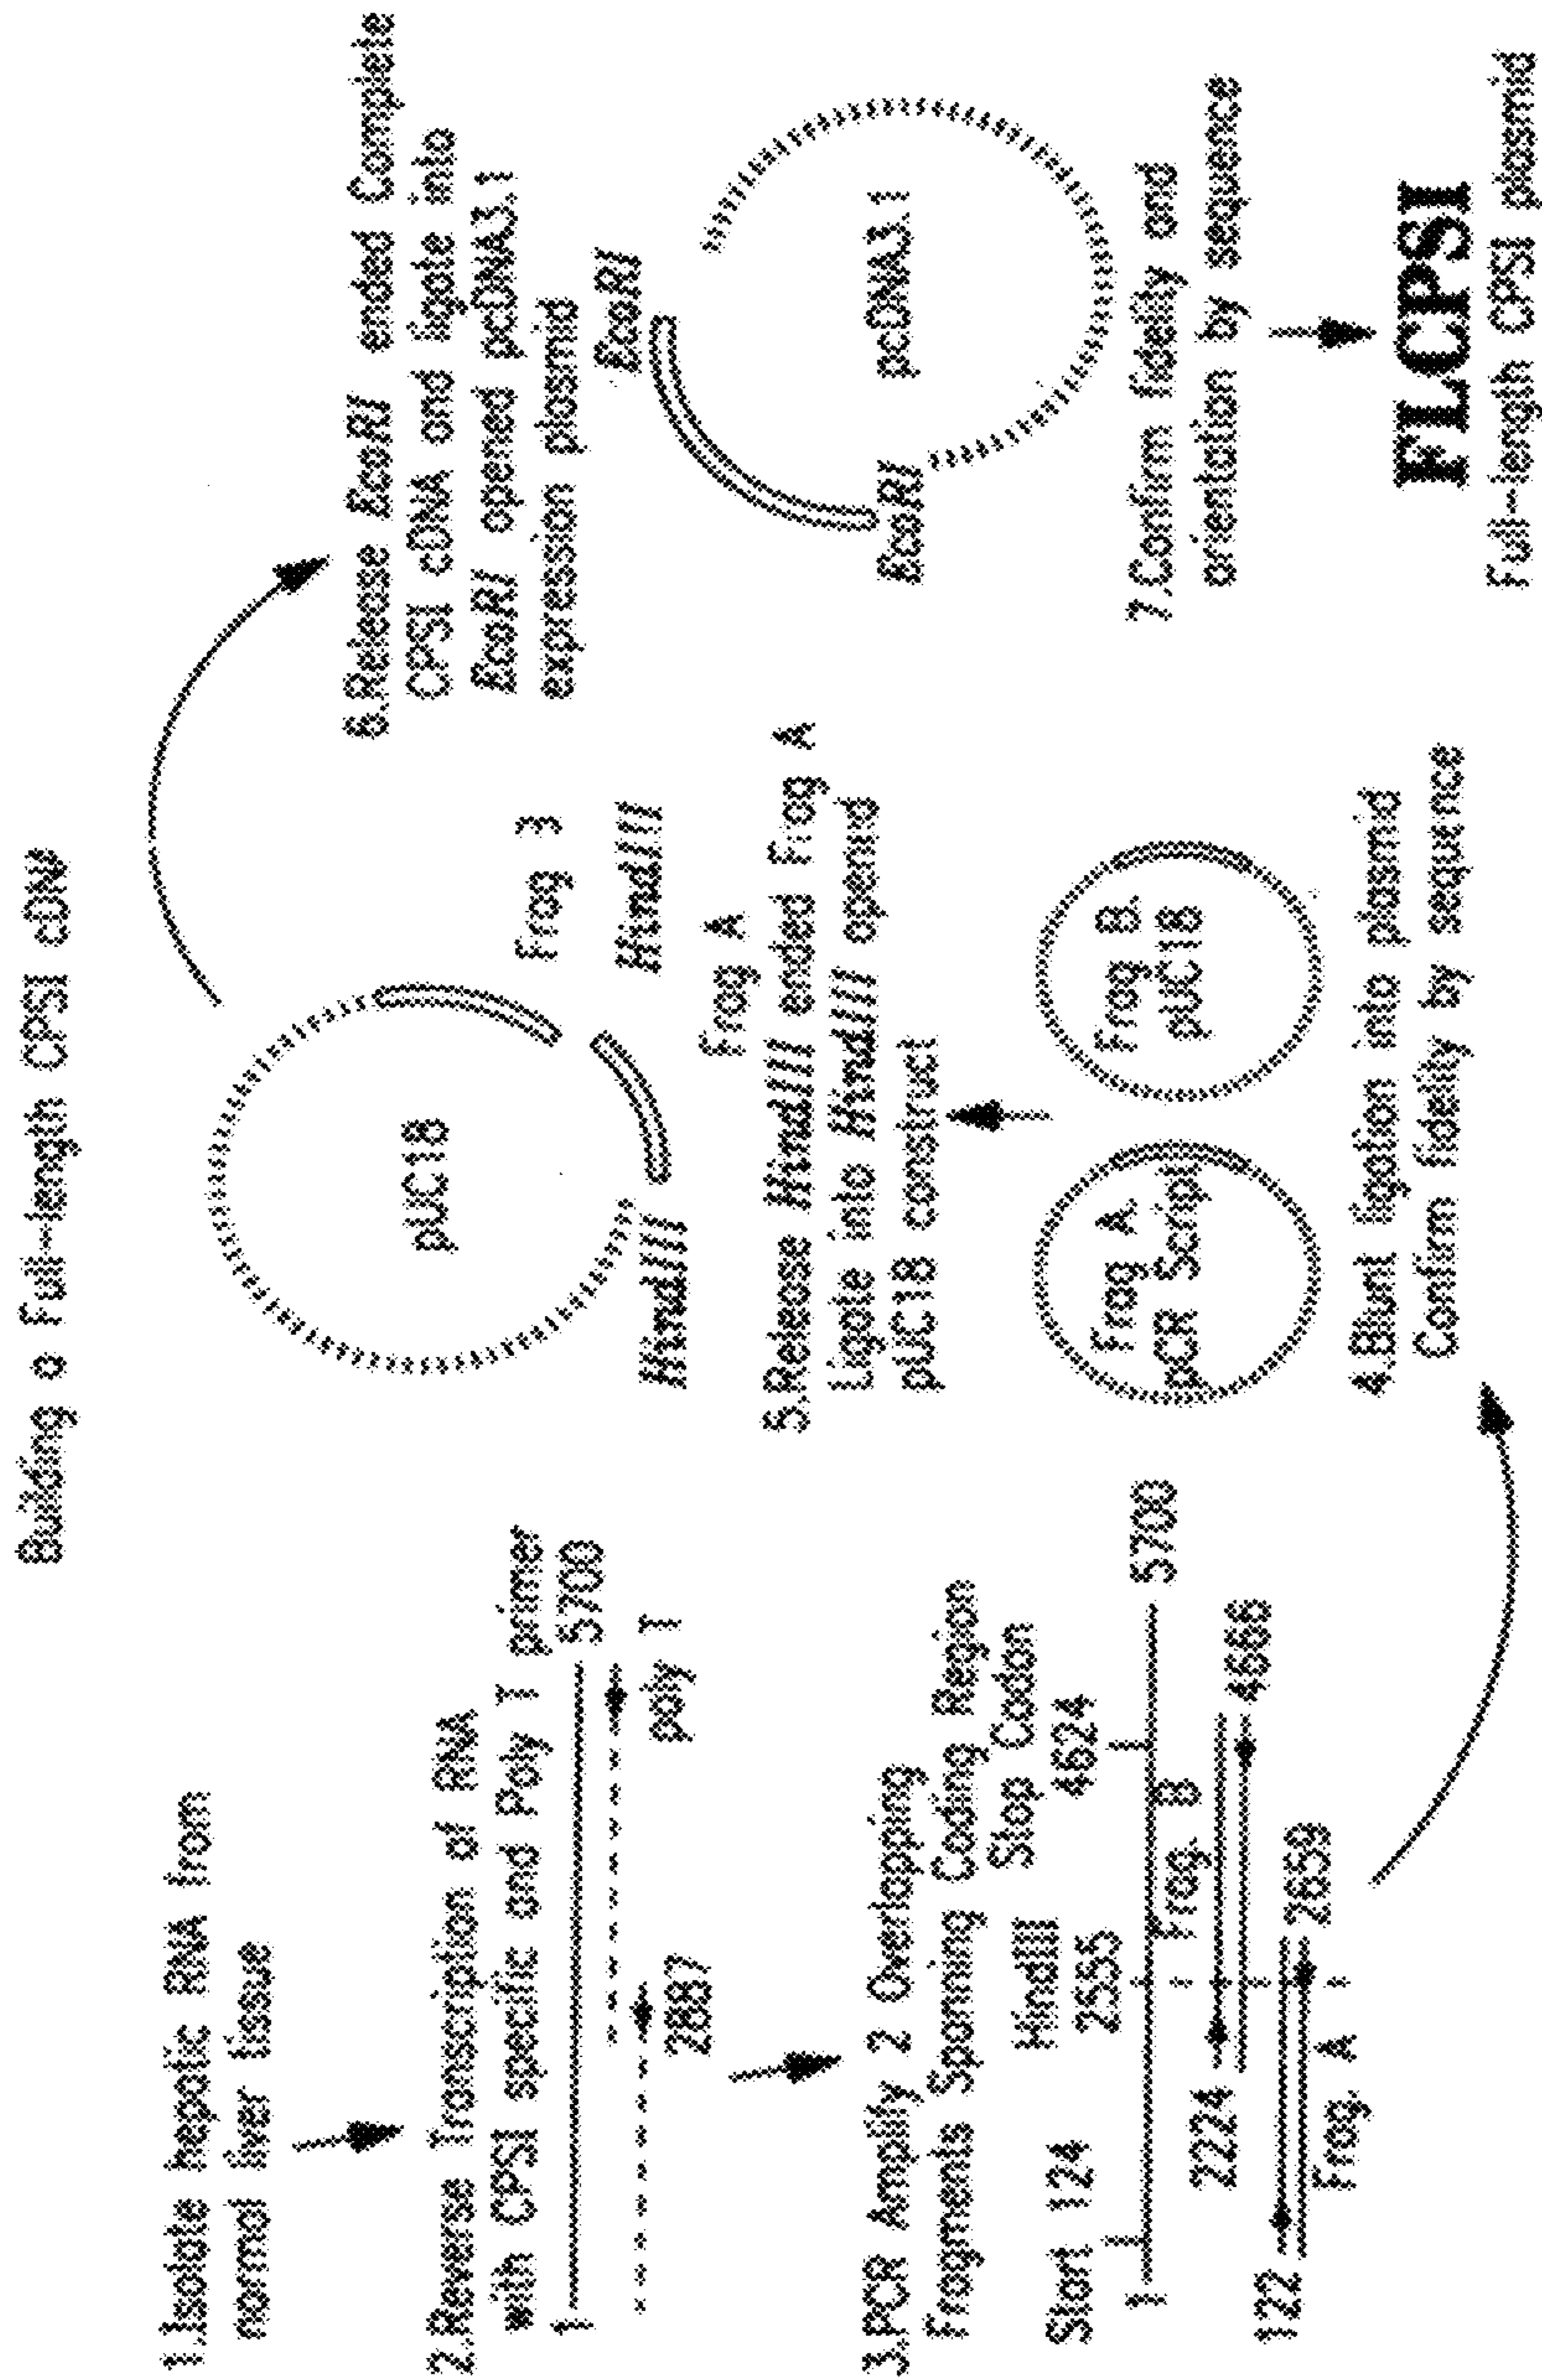 Building a Full-length CPSI cDNA
1.Isolate hepatic RNA from
normal liver tissue
2.Reverse Transcription of RNA
with CPSI specific and Poly T primer
1
5700
poly T
2887
3.PCR Amplify 2 Overlapping
Fragments Spanning Coding Region
Start 124
HindIII
2555
Stop Codon
4624
1
5700
Frag. B
2224
4666
122
2659
Frag. A
pUC18
HindIII
Frag 3
HindIII
Frag A
5.Release HindIII ended Frag A
Ligate into HindIII opend
pUC18 construct
Frag A
pCR Script
Frag B.
pUC18
4.Blunt ligation into plasmid
Confirm fidelity by sequence
6.Release EcoRI ended Complete
CPSI cDNA and ligate into
EcoRI opened pcDNA3.1
expression plasmid
EcoRI
EcoRI
pcDNA3.1
7.Confirm fidelity and
orientation by sequence
FLCPSI
Full-length CPSI plasmid